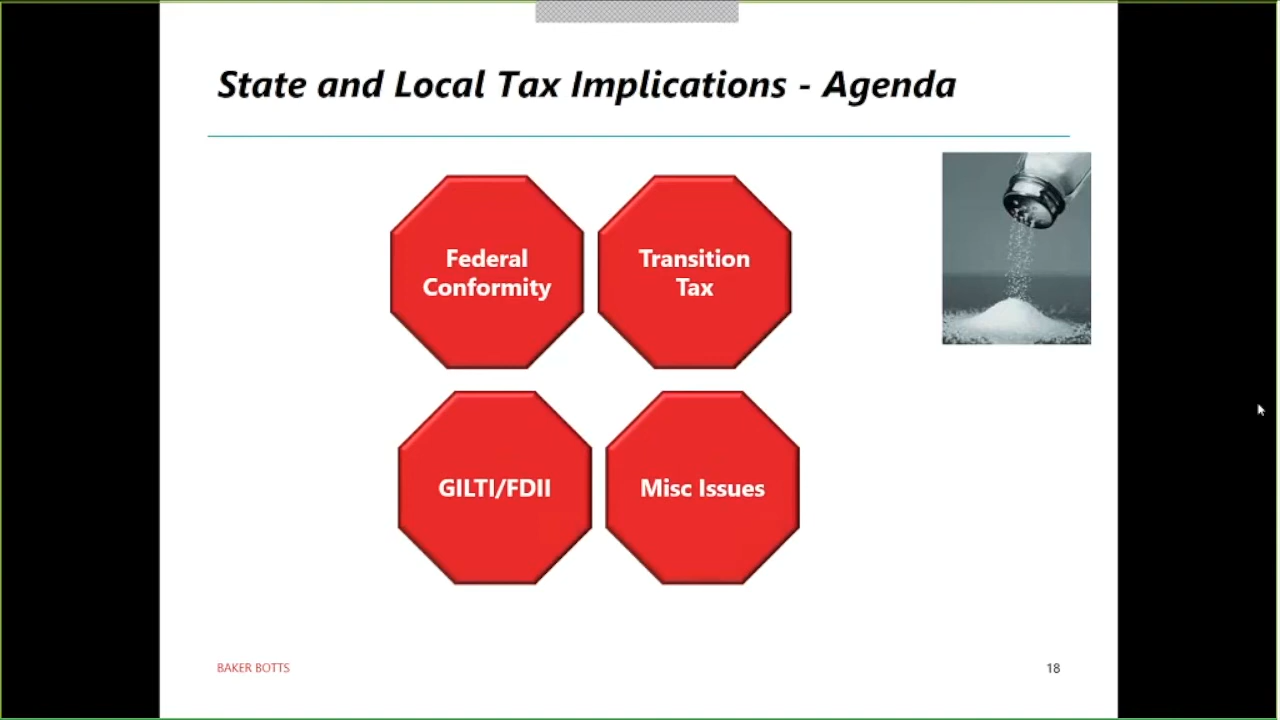 State and Local Tax Implications - Agenda
Federal
Conformity
Transition
Tax
GILTI/FDII
Misc Issues
BAKER BOTTS
18